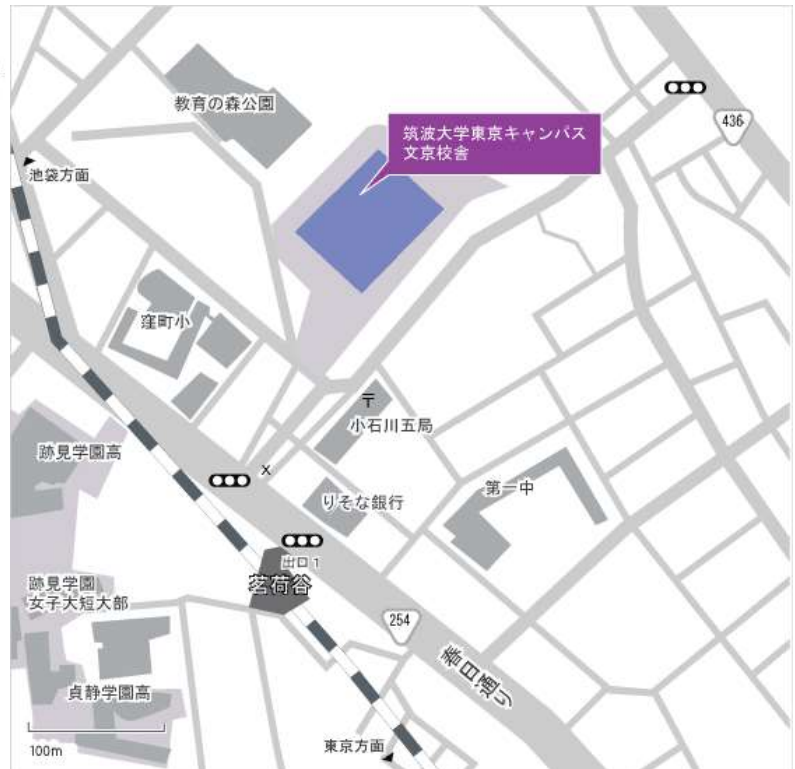 教育の森公園
筑波大学東京キャンパス
文京校舎
436
池袋方面
窪町小
〒
小石川五局
跡見学園高
X
りそな銀行
第一中
出口1
茗荷谷
跡見学園
女子大短大部
254
春日通り
貞静学園高
100m
東京方面